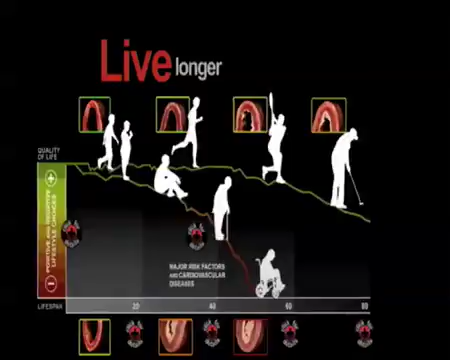 Live longer
QUALITY
OF LIFE
POSITIVE AND NEGATIVE
LIFESTYLE CHOICES
MAJOR RISK FACTORS
AND CARDIOVASCULAR
DISEASES
LIFESPAN 20 40 60 80